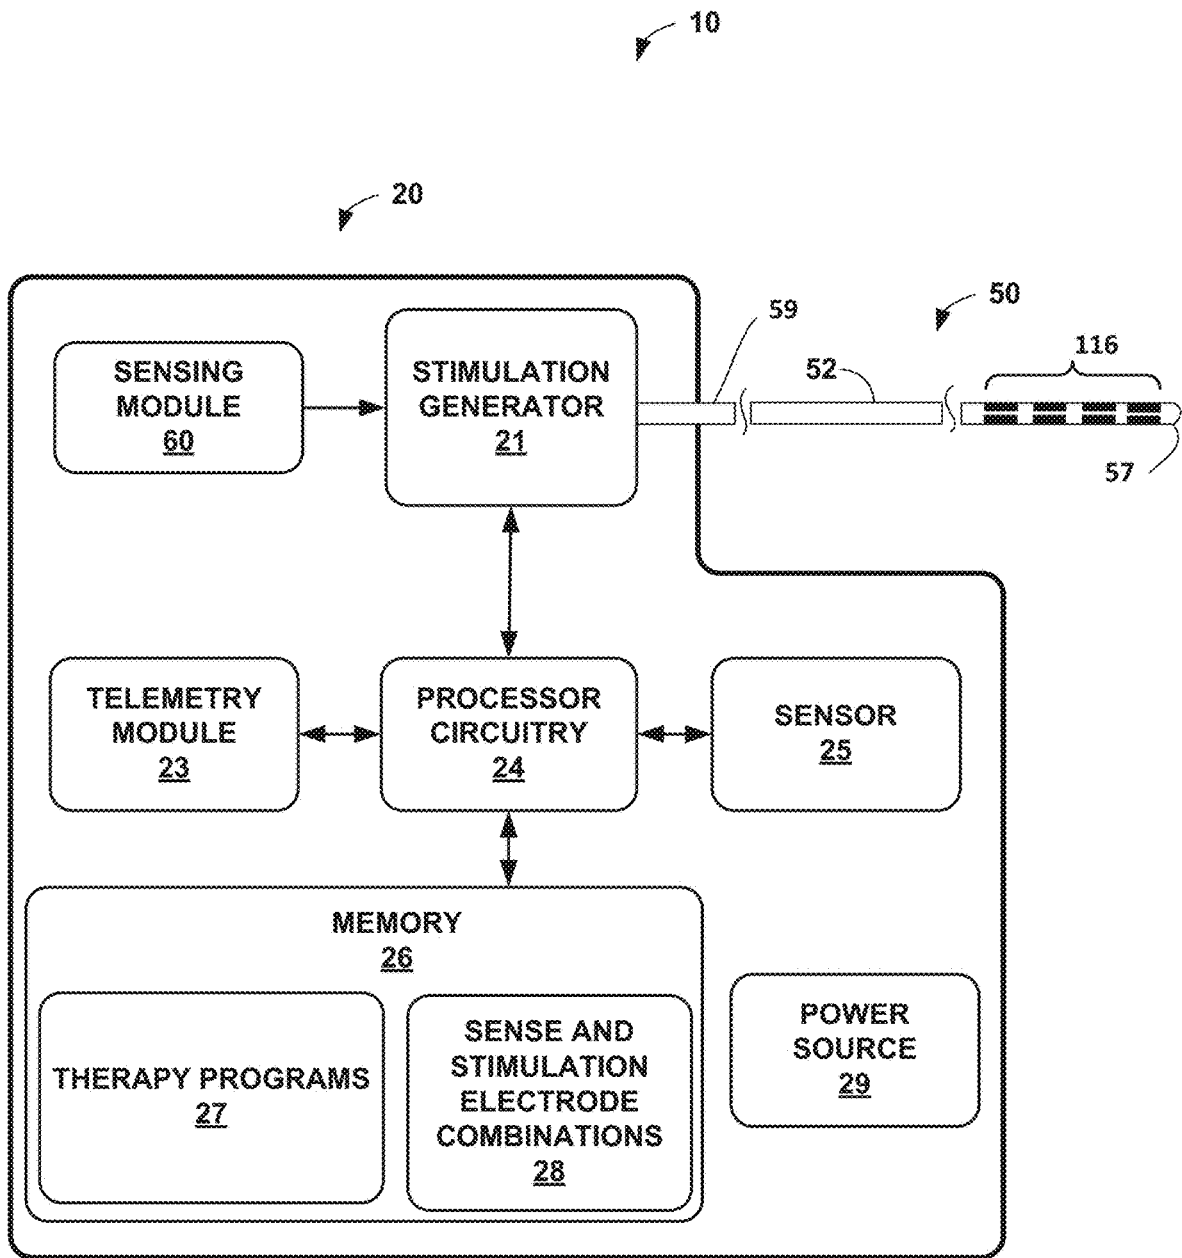 10
20
50
59
116
52
57
SENSING
MODULE
60
STIMULATION
GENERATOR
21
TELEMETRY
MODULE
23
PROCESSOR
CIRCUITRY
24
SENSOR
25
MEMORY
26
THERAPY PROGRAMS
27
SENSE AND
STIMULATION
ELECTRODE
COMBINATIONS
28
POWER
SOURCE
29